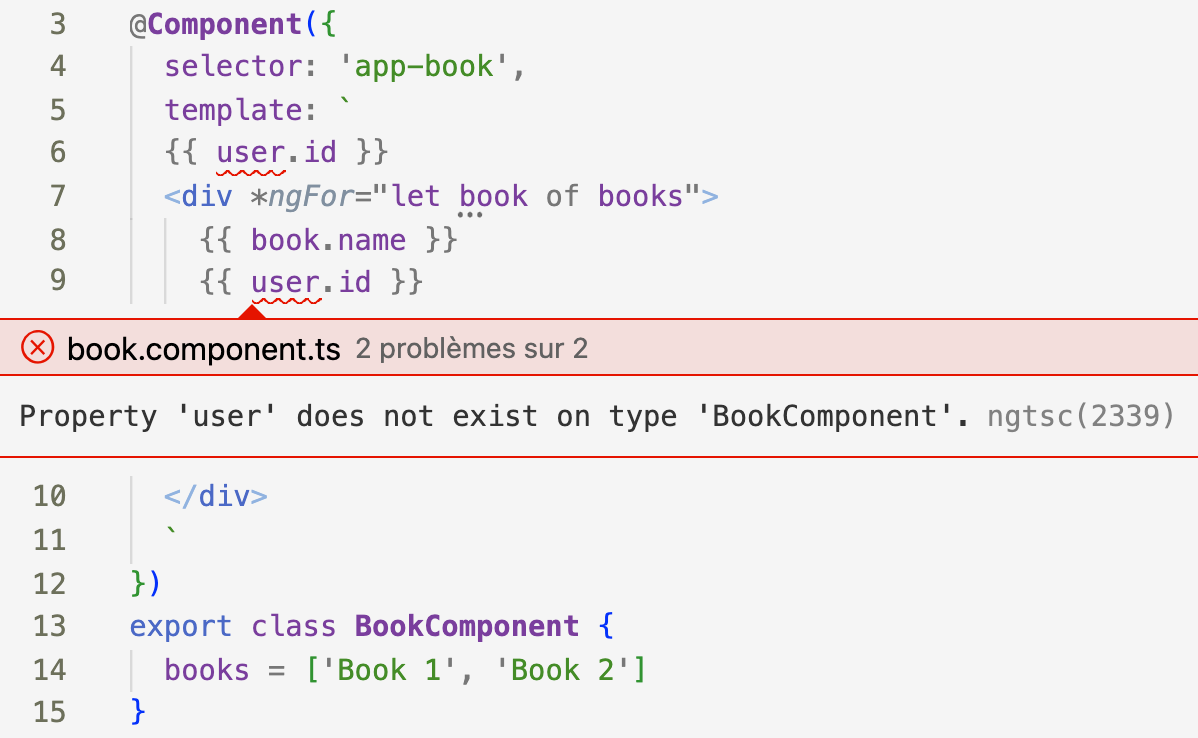 3 @Component({
4 selector: 'app-book',
5 template: `
6 {{ user.id }}
7 <div *ngFor="let book of books">
8 {{ book.name }}
9 {{ user.id }}
book.component.ts 2 problèmes sur 2
Property 'user' does not exist on type 'BookComponent'. ngtsc(2339)
10 </div>
11 `
12 })
13 export class BookComponent {
14 books = ['Book 1', 'Book 2']
15 }